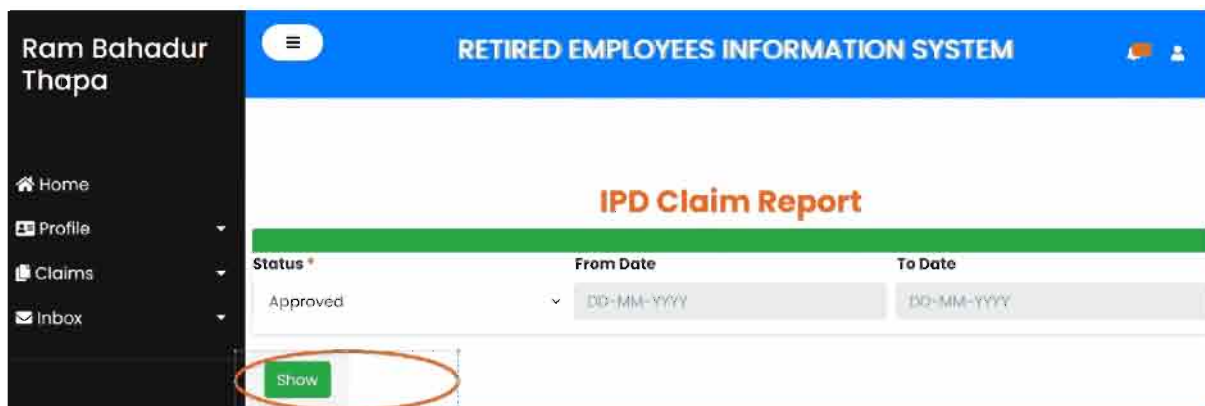 Ram Bahadur
Thapa
RETIRED EMPLOYEES INFORMATION SYSTEM
Home
Profile
Claims
Inbox
IPD Claim Report
Status * From Date To Date
Approved DD-MM-YYYY DD-MM-YYYY
Show